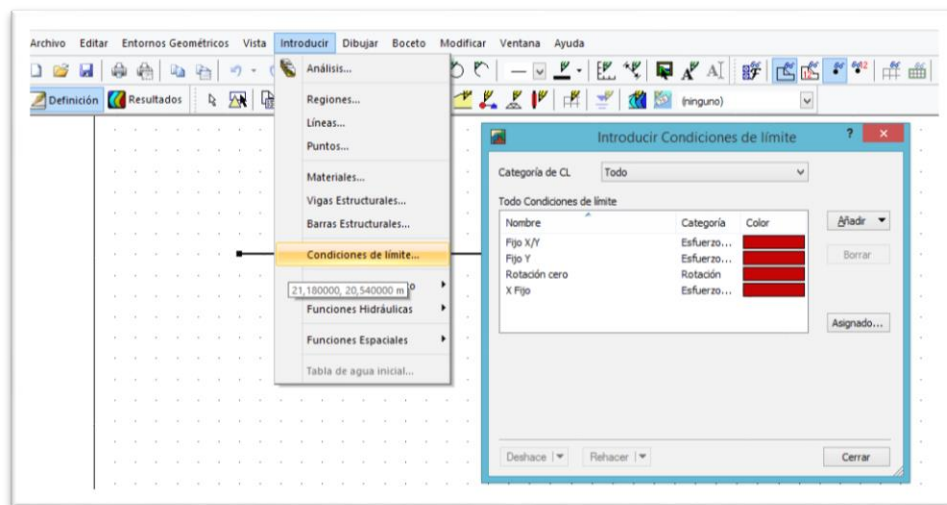 Archivo Editar Entornos Geométricos Vista Introducir Dibujar Boceto Modificar Ventana Ayuda
Análisis...
Definición Resultados (ninguno)
Regiones...
Líneas...
Puntos...
Materiales...
Vigas Estructurales...
Barras Estructurales...
Condiciones de límite...
21,180000, 20,540000 m
Funciones Hidráulicas
Funciones Espaciales
Tabla de agua inicial...
Introducir Condiciones de límite ? ×
Categoría de CL Todo
Todo Condiciones de límite
Nombre Categoría Color Añadir
Fijo X/Y Esfuerzo...
Fijo Y Esfuerzo... Borrar
Rotación cero Rotación
X Fijo Esfuerzo...
Asignado...
Deshace Rehacer Cerrar